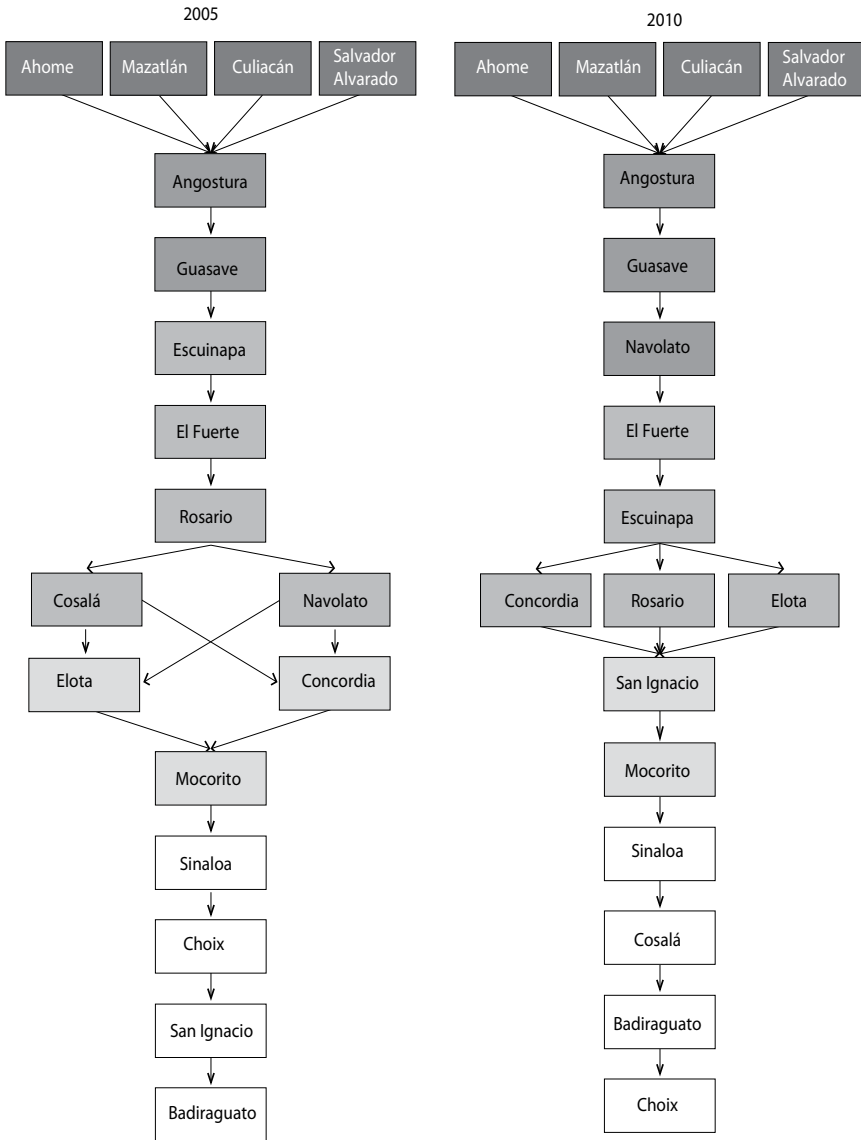 2005
Ahome
Mazatlán
Culiacán
Salvador
Alvarado
Angostura
Guasave
Escuinapa
El Fuerte
Rosario
Cosalá
Navolato
Elota
Concordia
Mocorito
Sinaloa
Choix
San Ignacio
Badiraguato
2010
Ahome
Mazatlán
Culiacán
Salvador
Alvarado
Angostura
Guasave
Navolato
El Fuerte
Escuinapa
Concordia
Rosario
Elota
San Ignacio
Mocorito
Sinaloa
Cosalá
Badiraguato
Choix